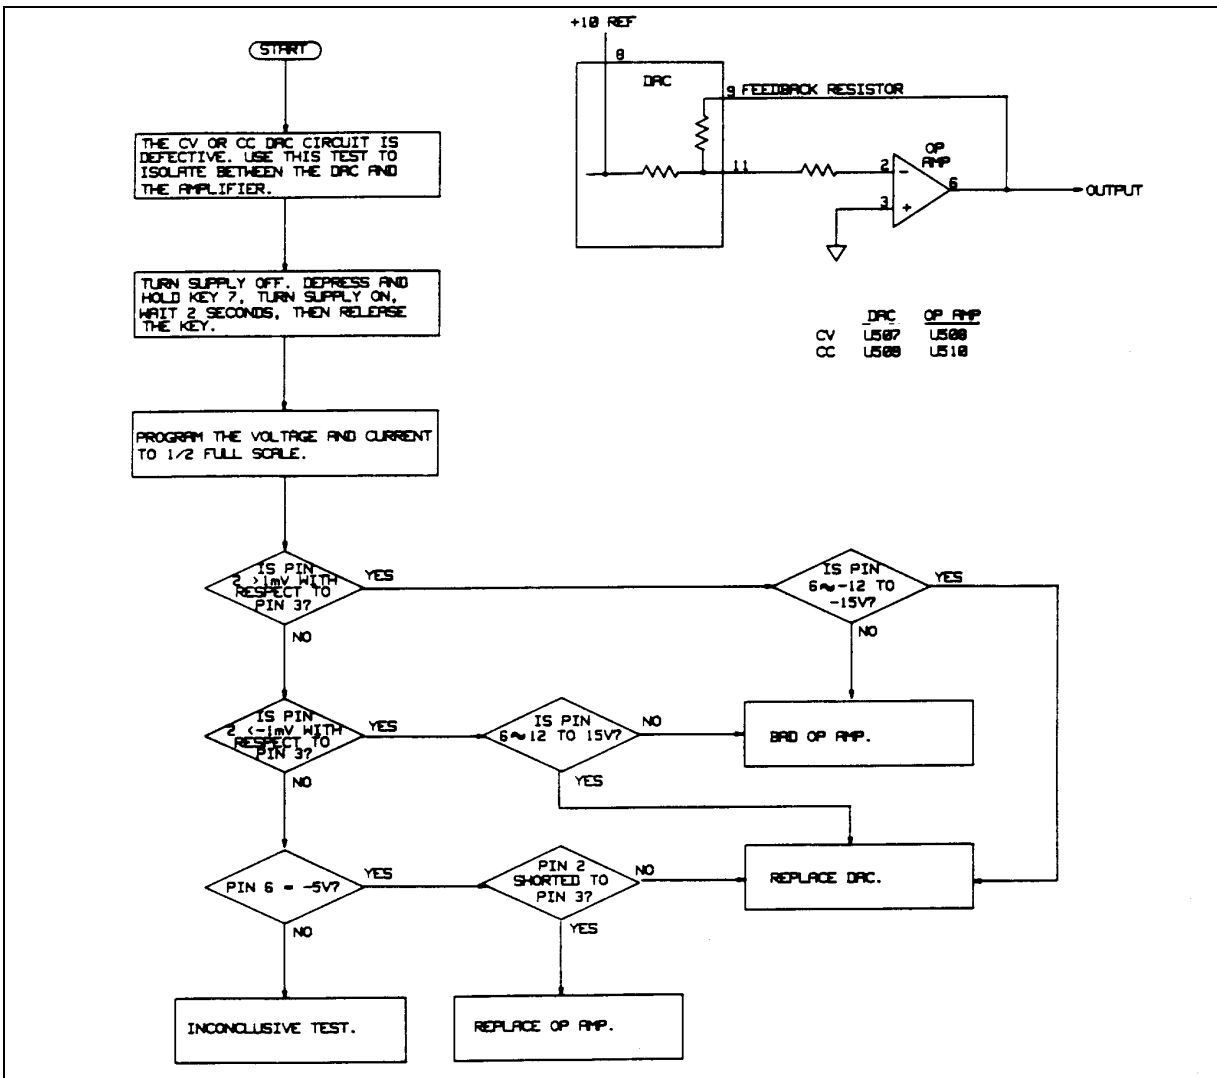 START
THE CV OR CC DAC CIRCUIT IS
DEFECTIVE. USE THIS TEST TO
ISOLATE BETWEEN THE DAC AND
THE AMPLIFIER.
TURN SUPPLY OFF. DEPRESS AND
HOLD KEY 7, TURN SUPPLY ON,
WAIT 2 SECONDS, THEN RELEASE
THE KEY.
PROGRAM THE VOLTAGE AND CURRENT
TO 1/2 FULL SCALE.
+10 REF
8
DAC
9 FEEDBACK RESISTOR
11
OP
AMP
2
-
6
3
+
OUTPUT
DAC OP AMP
CV U507 U508
CC U509 U510
IS PIN
2 >1mV WITH
RESPECT TO
PIN 3?
YES
NO
IS PIN
6≈-12 TO
-15V?
YES
NO
IS PIN
2 <-1mV WITH
RESPECT TO
PIN 3?
YES
NO
IS PIN
6~12 TO 15V?
NO
YES
BAD OP AMP.
PIN 6 = -5V?
YES
NO
PIN 2
SHORTED TO
PIN 3?
NO
YES
REPLACE DAC.
INCONCLUSIVE TEST.
REPLACE OP AMP.